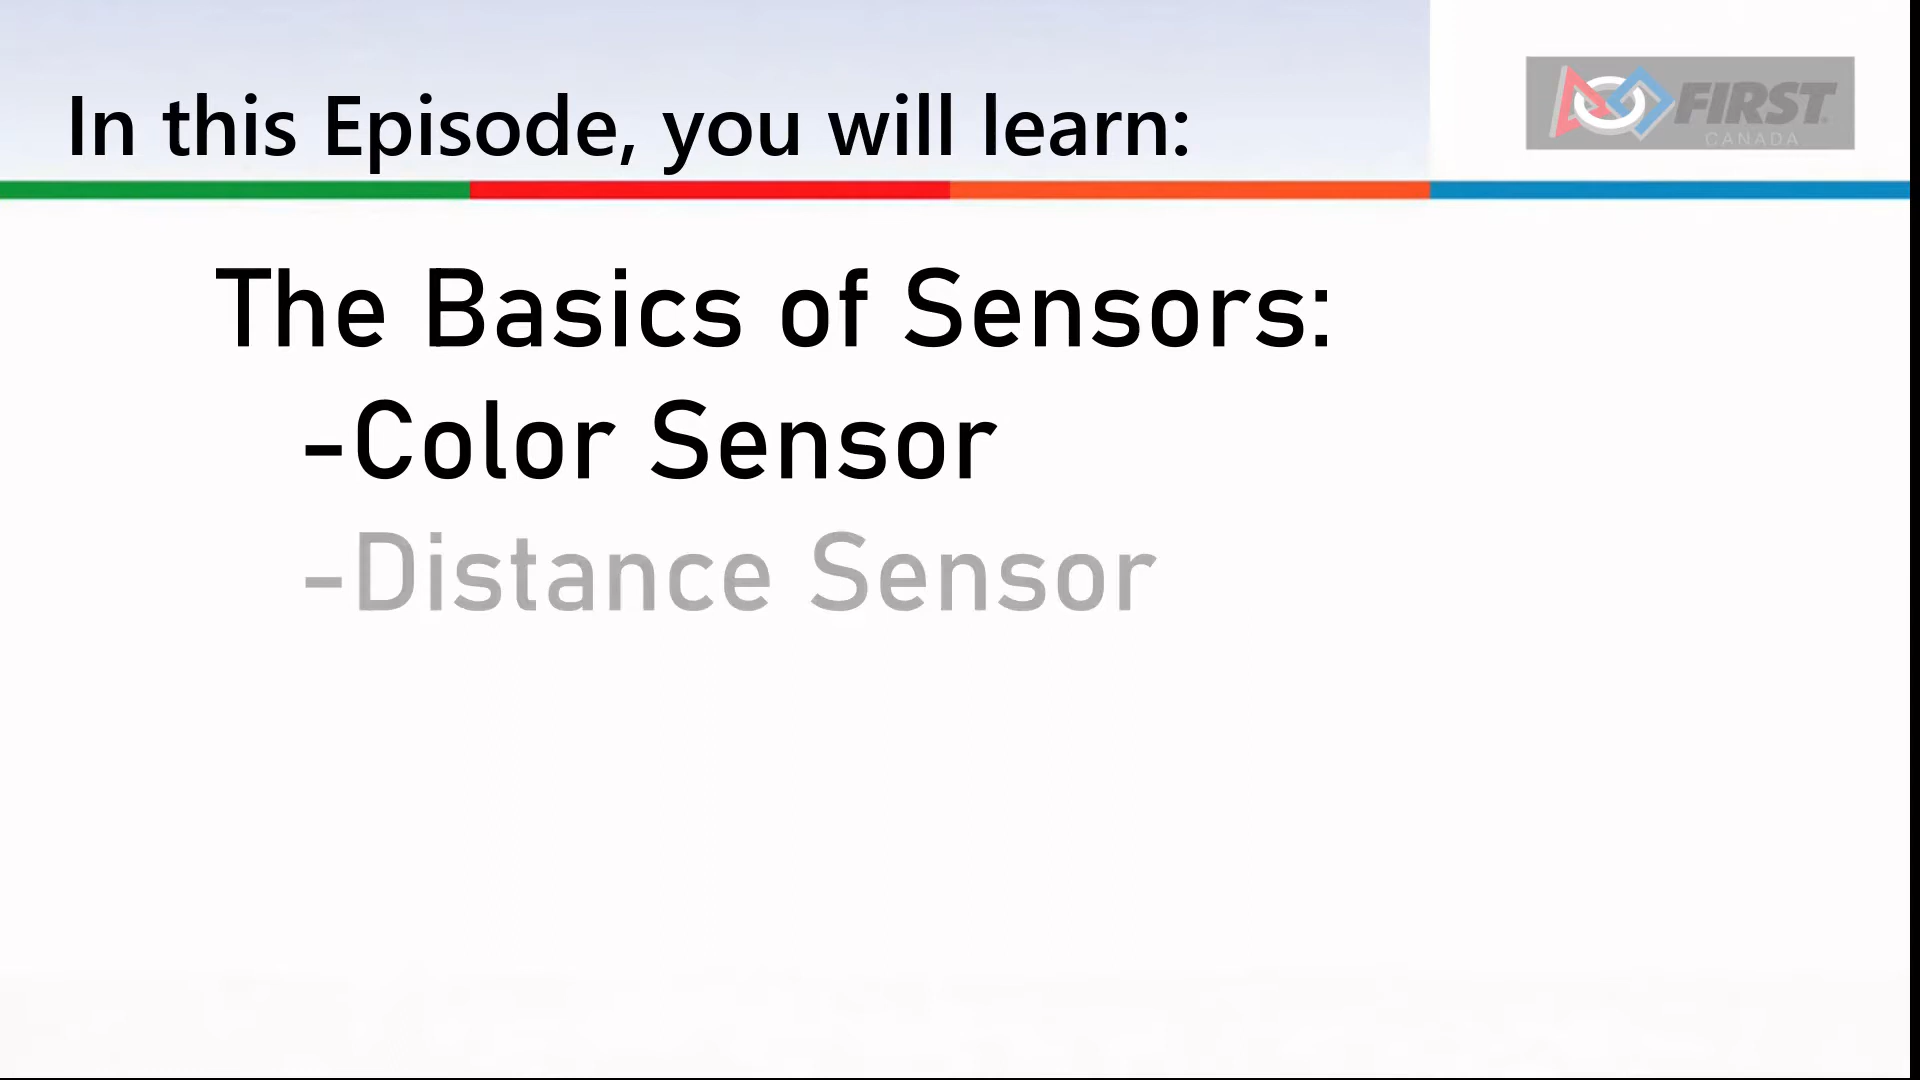 In this Episode, you will learn:
FIRST
CANADA
The Basics of Sensors:
-Color Sensor
-Distance Sensor